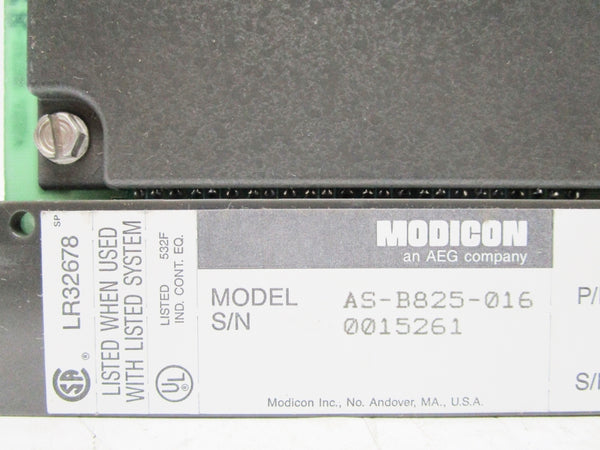 SP
LR32678
®
LISTED WHEN USED
WITH LISTED SYSTEM
LISTED 532F
IND. CONT. EQ.
UL
®
MODICON
an AEG company
MODEL AS-B825-016
S/N 0015261
Modicon Inc., No. Andover, MA., U.S.A.
P/
S/